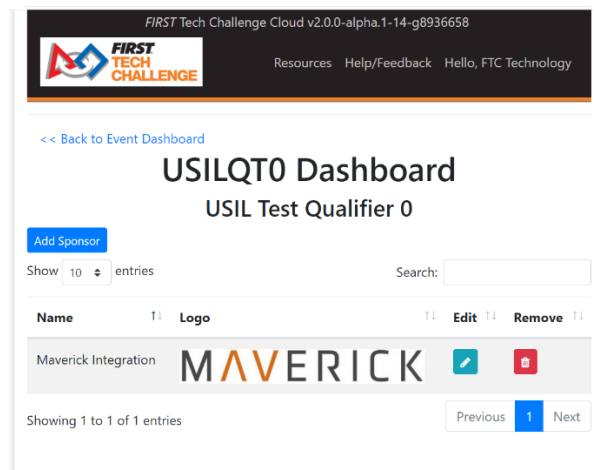 FIRST Tech Challenge Cloud v2.0.0-alpha.1-14-g8936658
FIRST
TECH
CHALLENGE
Resources Help/Feedback Hello, FTC Technology
<< Back to Event Dashboard
USILQT0 Dashboard
USIL Test Qualifier 0
Add Sponsor
Show 10 entries Search:
Name Logo Edit Remove
Maverick Integration MAVERICK
Showing 1 to 1 of 1 entries Previous 1 Next